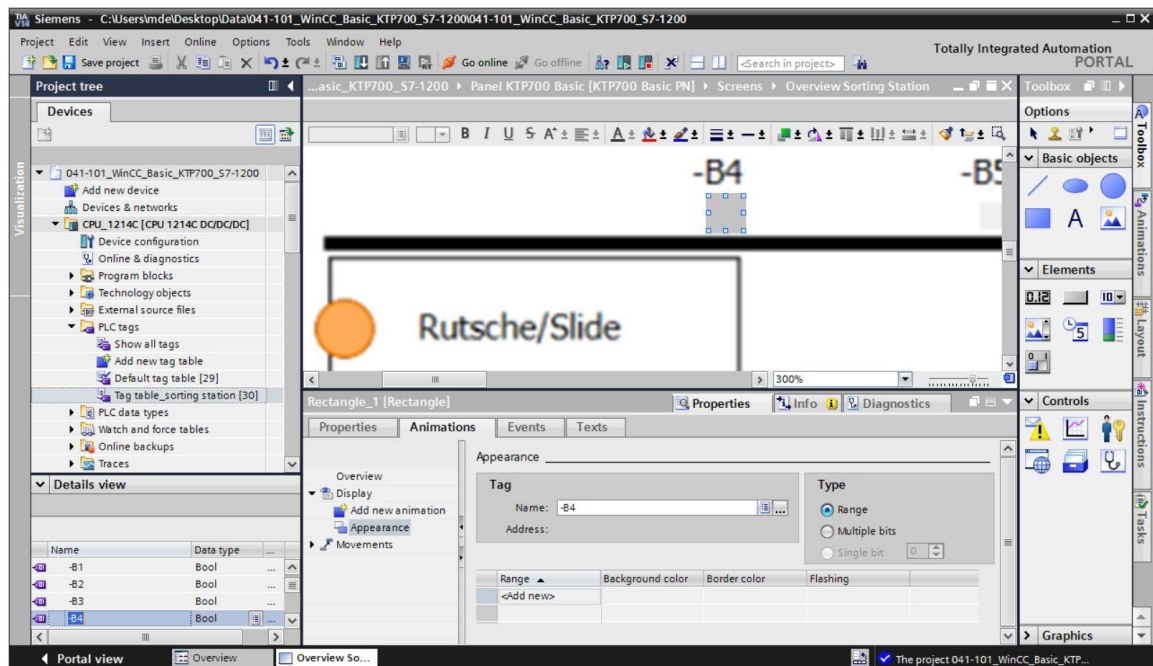 Siemens - C:\Users\mde\Desktop\Data\041-101_WinCC_Basic_KTP700_S7-1200\041-101_WinCC_Basic_KTP700_S7-1200
Project Edit View Insert Online Options Tools Window Help
Totally Integrated Automation
PORTAL
Save project Go online Go offline <Search in project>
Project tree
...asic_KTP700_S7-1200 ▸ Panel KTP700 Basic [KTP700 Basic PN] ▸ Screens ▸ Overview Sorting Station
Toolbox
Devices
Options
Visualization
041-101_WinCC_Basic_KTP700_S7-1200
Add new device
Devices & networks
CPU_1214C [CPU 1214C DC/DC/DC]
Device configuration
Online & diagnostics
Program blocks
Technology objects
External source files
PLC tags
Show all tags
Add new tag table
Default tag table [29]
Tag table_sorting station [30]
PLC data types
Watch and force tables
Online backups
Traces
B I U S A
-B4
-B5
Rutsche/Slide
300%
Basic objects
A
Elements
0.12
10
5
0 1
Controls
Graphics
Toolbox
Animations
Layout
Instructions
Tasks
Details view
Name Data type ...
-B1 Bool ...
-B2 Bool ...
-B3 Bool ...
-B4 Bool ...
Rectangle_1 [Rectangle]
Properties Info Diagnostics
Properties Animations Events Texts
Overview
Display
Add new animation
Appearance
Movements
Appearance
Tag
Name: -B4 ...
Address:
Type
Range
Multiple bits
Single bit 0
Range Background color Border color Flashing
<Add new>
Portal view Overview Overview So...
The project 041-101_WinCC_Basic_KTP...
TIA
V14